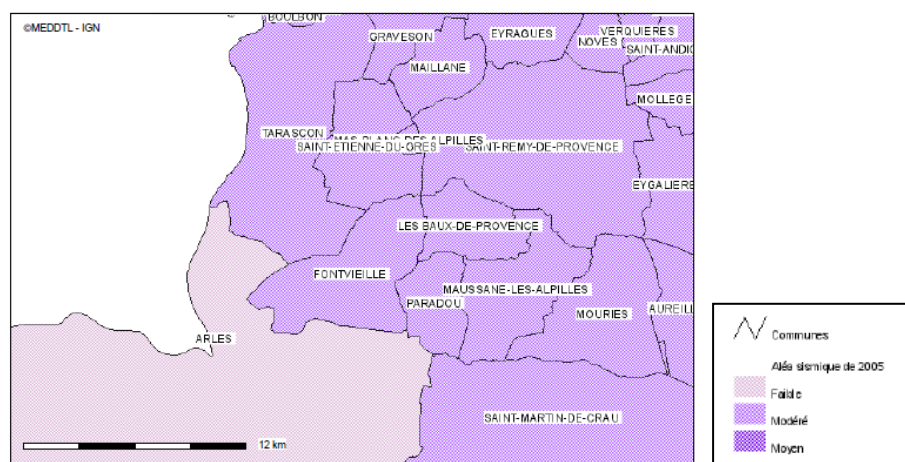 BOULBON
©MEDDTL - IGN
GRAVESON
EYRAGUES
VERQUIERES
NOVES
SAINT-ANDIO
MAILLANE
MOLLEGE
TARASCON
MAS-BLANC-DES-ALPILLES
SAINT-ETIENNE-DU-GRES
SAINT-REMY-DE-PROVENCE
EYGALIERE
LES BAUX-DE-PROVENCE
FONTVIEILLE
MAUSSANE-LES-ALPILLES
PARADOU
MOURIES
AUREILL
ARLES
SAINT-MARTIN-DE-CRAU
12 km
Communes
Aléa sismique de 2005
Faible
Modéré
Moyen